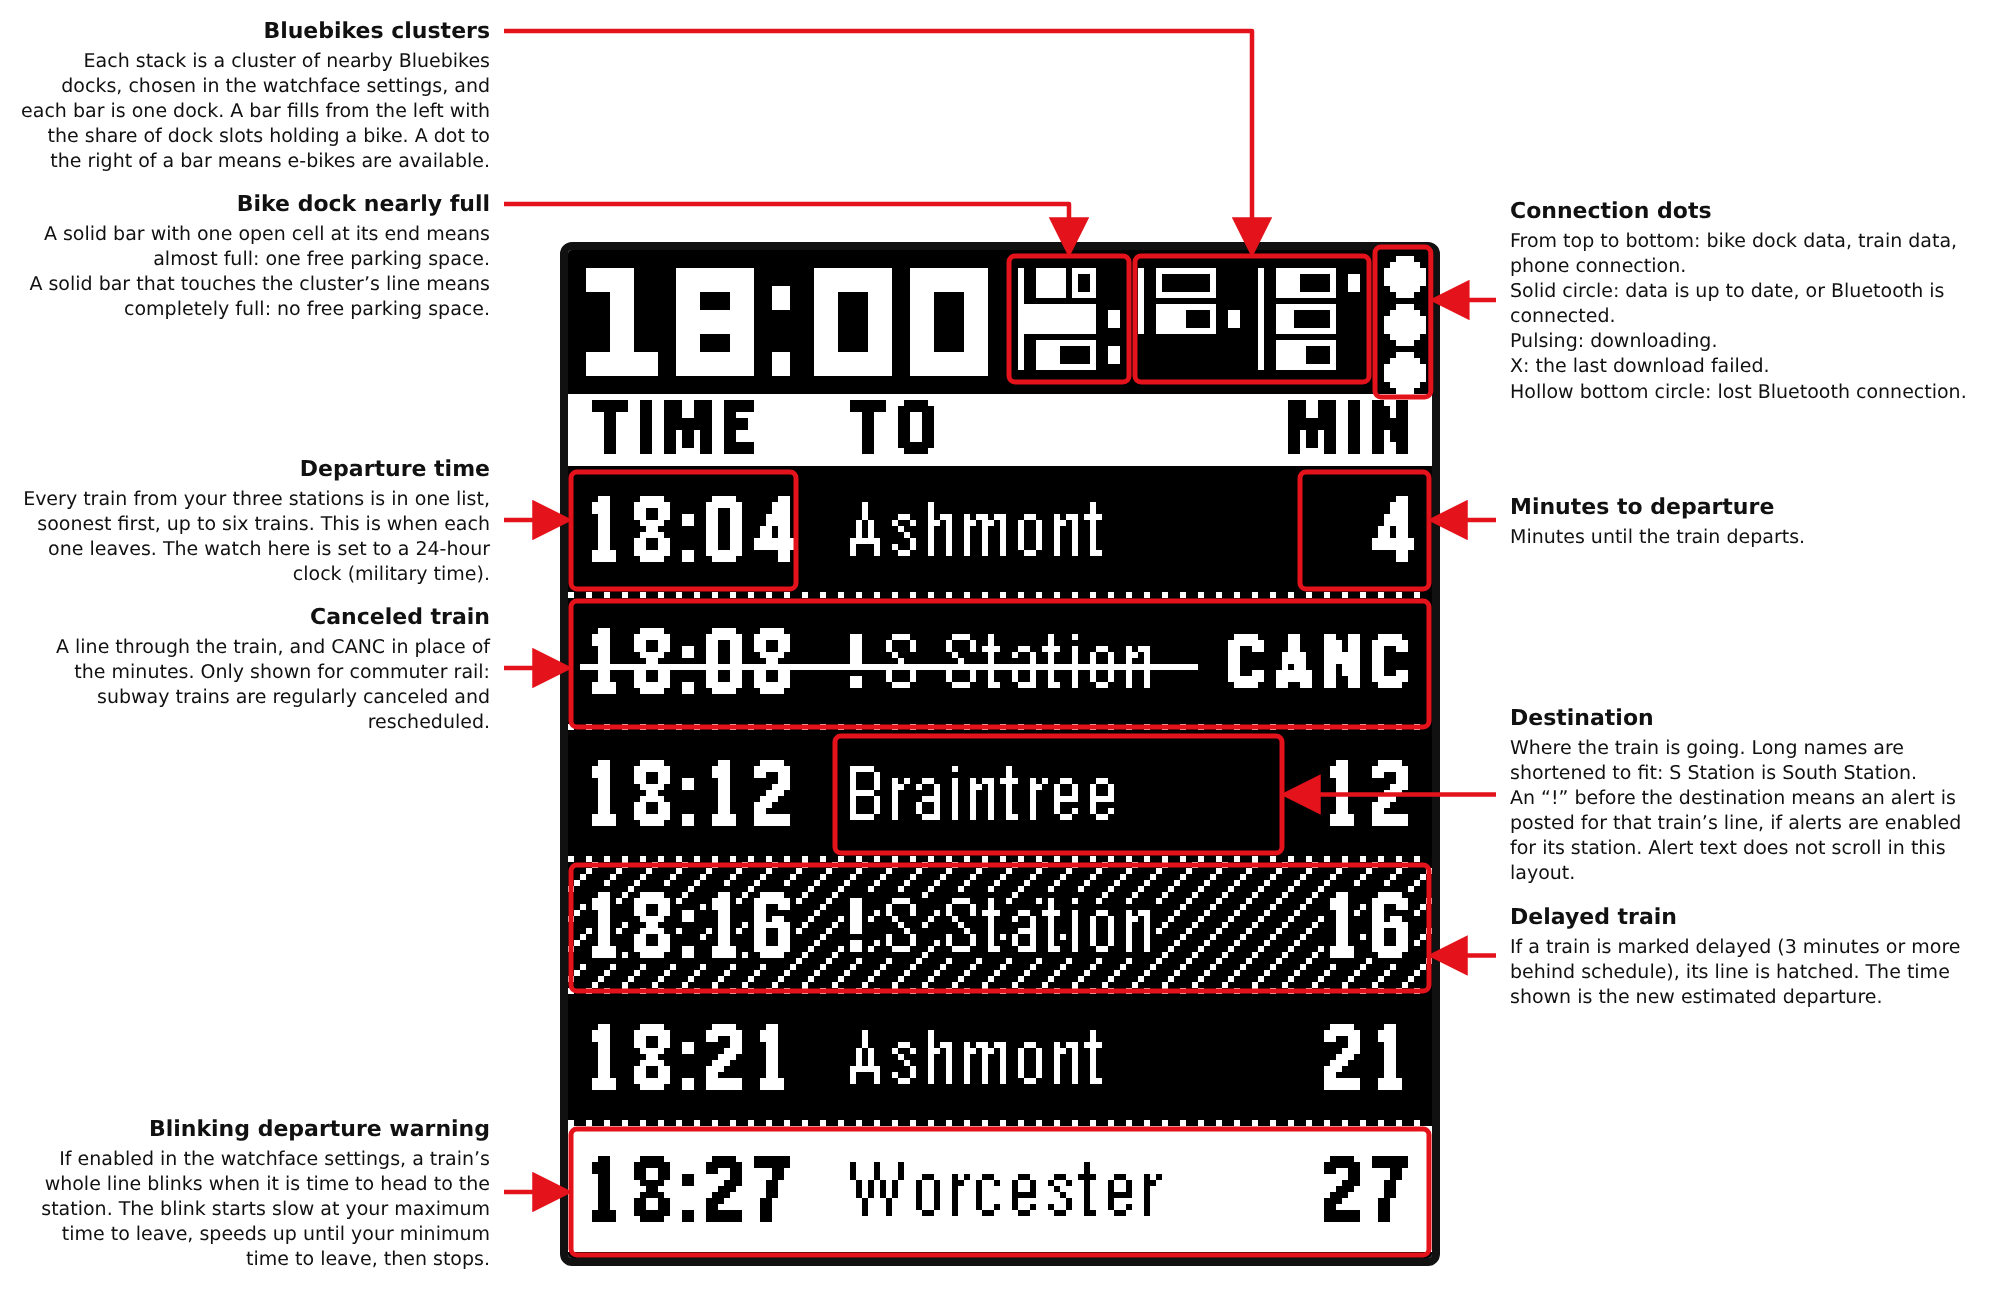 Bluebikes clusters
Each stack is a cluster of nearby Bluebikes
docks, chosen in the watchface settings, and
each bar is one dock. A bar fills from the left with
the share of dock slots holding a bike. A dot to
the right of a bar means e-bikes are available.
Bike dock nearly full
A solid bar with one open cell at its end means
almost full: one free parking space.
A solid bar that touches the cluster’s line means
completely full: no free parking space.
Connection dots
From top to bottom: bike dock data, train data,
phone connection.
Solid circle: data is up to date, or Bluetooth is
connected.
Pulsing: downloading.
X: the last download failed.
Hollow bottom circle: lost Bluetooth connection.
18:00
TIME TO MIN
Departure time
Every train from your three stations is in one list,
soonest first, up to six trains. This is when each
one leaves. The watch here is set to a 24-hour
clock (military time).
18:04 Ashmont 4
Minutes to departure
Minutes until the train departs.
Canceled train
A line through the train, and CANC in place of
the minutes. Only shown for commuter rail:
subway trains are regularly canceled and
rescheduled.
18:08 !S Station CANC
Destination
Where the train is going. Long names are
shortened to fit: S Station is South Station.
An “!” before the destination means an alert is
posted for that train’s line, if alerts are enabled
for its station. Alert text does not scroll in this
layout.
18:12 Braintree 12
18:16 !S Station 16
Delayed train
If a train is marked delayed (3 minutes or more
behind schedule), its line is hatched. The time
shown is the new estimated departure.
18:21 Ashmont 21
Blinking departure warning
If enabled in the watchface settings, a train’s
whole line blinks when it is time to head to the
station. The blink starts slow at your maximum
time to leave, speeds up until your minimum
time to leave, then stops.
18:27 Worcester 27